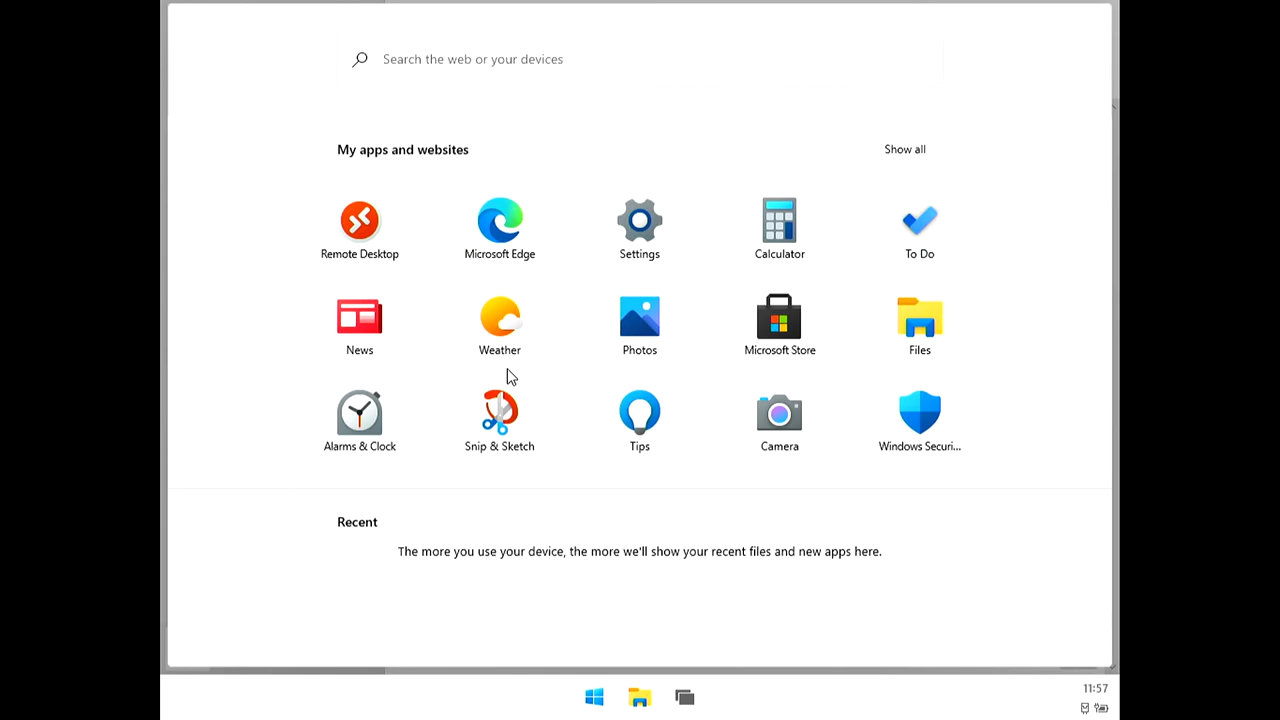 Search the web or your devices
My apps and websites
Show all
Remote Desktop
Microsoft Edge
Settings
Calculator
To Do
News
Weather
Photos
Microsoft Store
Files
Alarms & Clock
Snip & Sketch
Tips
Camera
Windows Securi...
Recent
The more you use your device, the more we'll show your recent files and new apps here.
11:57